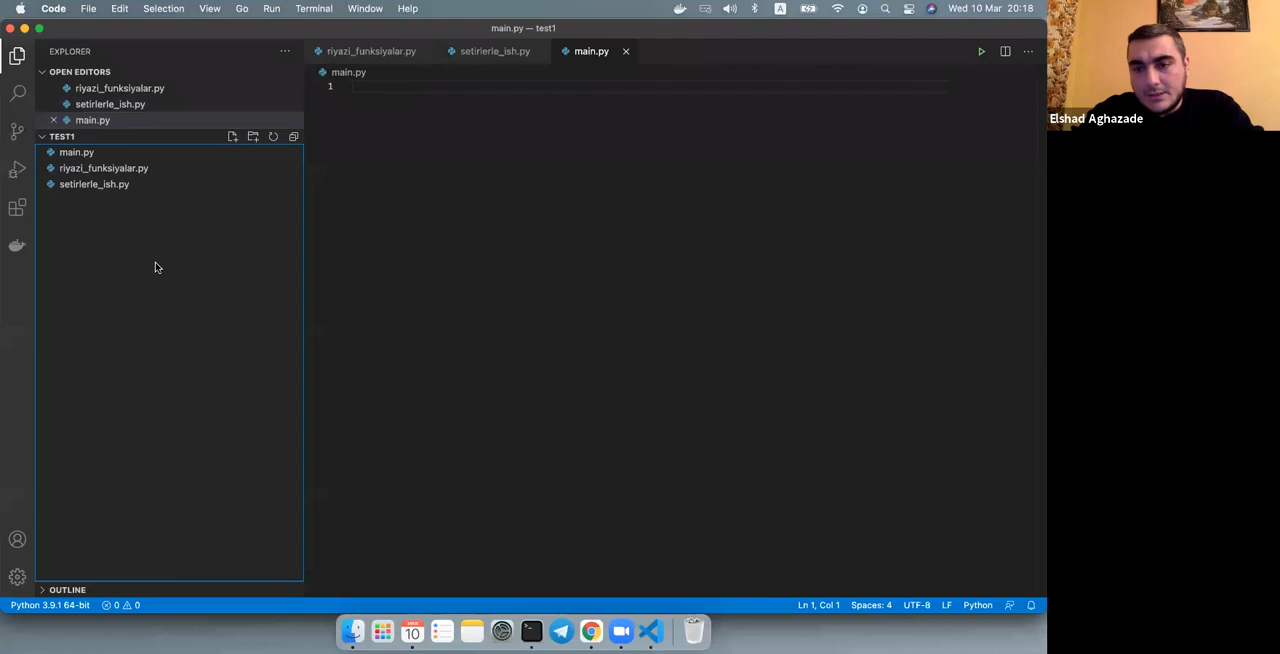 Code File Edit Selection View Go Run Terminal Window Help
A
Wed 10 Mar 20:18
main.py — test1
EXPLORER
riyazi_funksiyalar.py
setirlerle_ish.py
main.py
OPEN EDITORS
riyazi_funksiyalar.py
setirlerle_ish.py
main.py
TEST1
main.py
riyazi_funksiyalar.py
setirlerle_ish.py
main.py
1
Elshad Aghazade
OUTLINE
Python 3.9.1 64-bit
0 0
Ln 1, Col 1
Spaces: 4
UTF-8
LF
Python
10